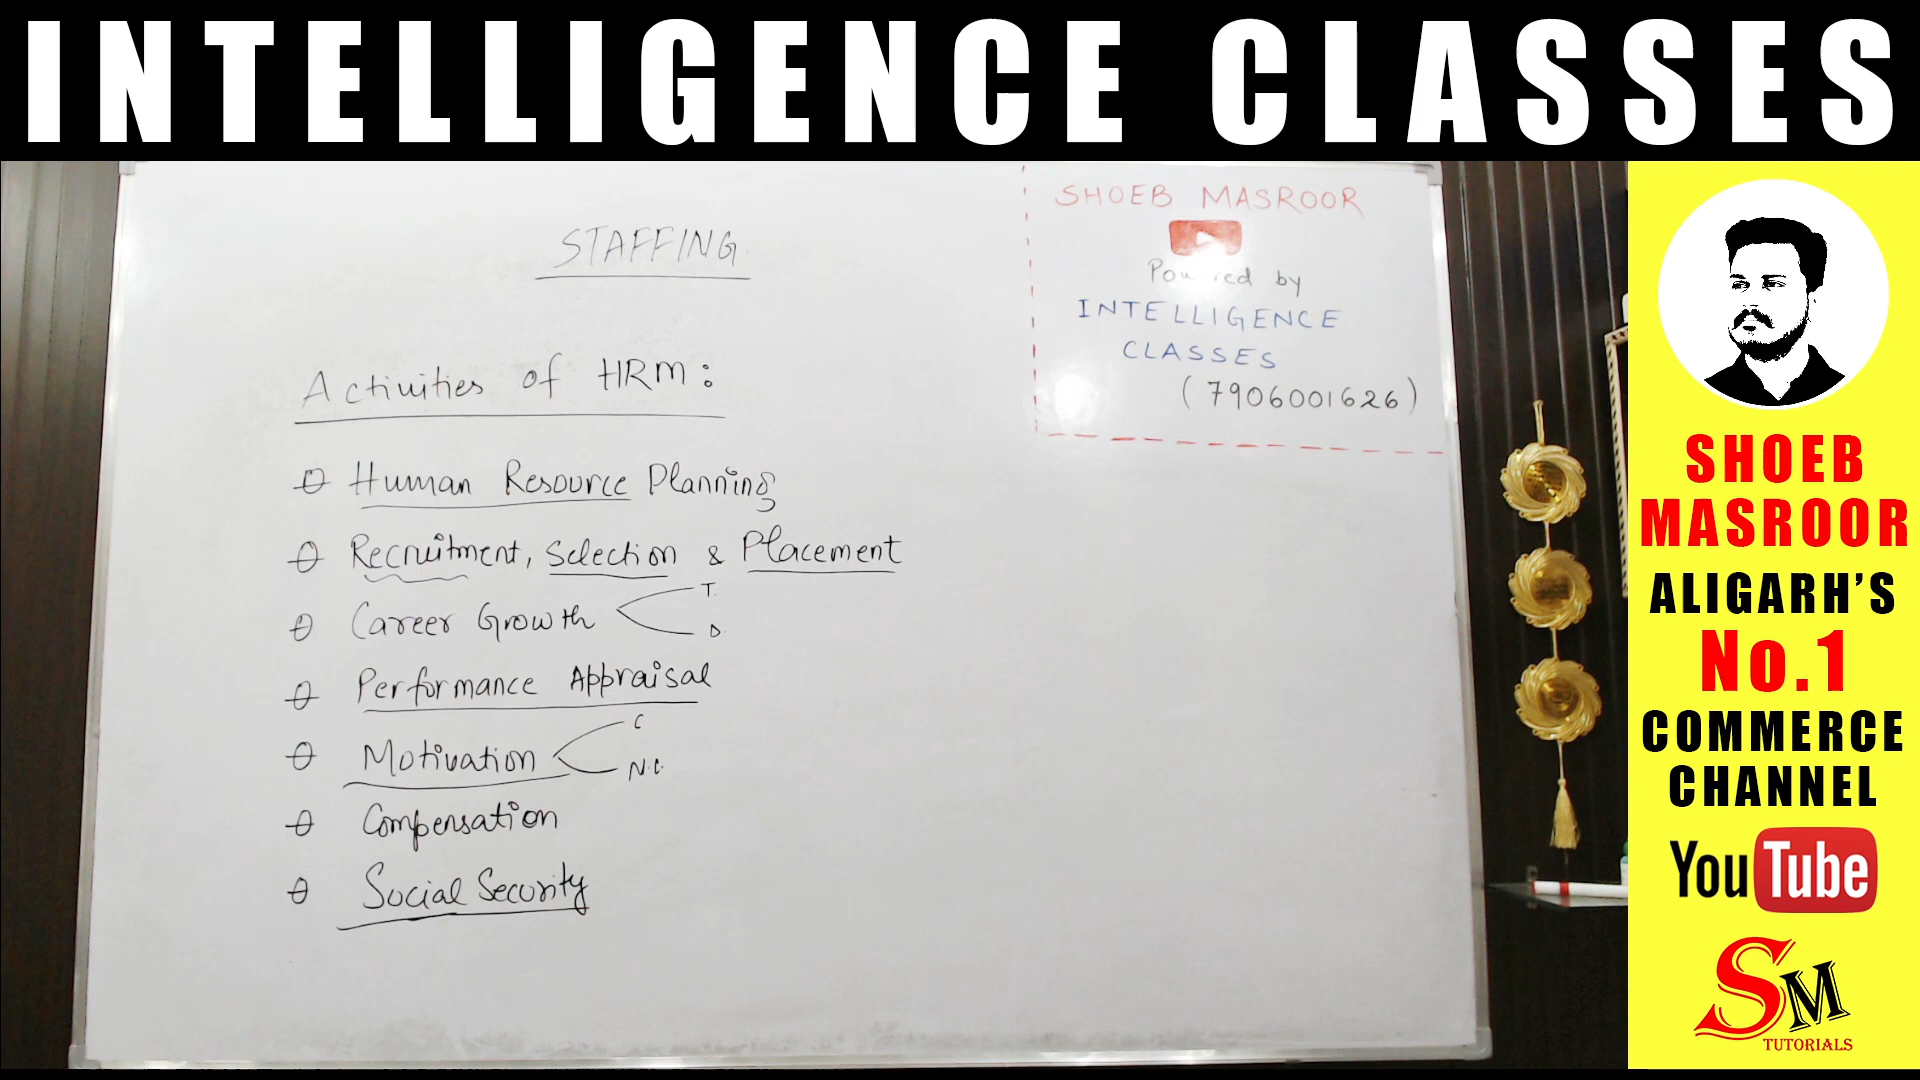 INTELLIGENCE CLASSES
STAFFING.
Activities of HRM:
Human Resource Planning
Recruitment, Selection & Placement
Career Growth
T.
D.
Performance Appraisal
Motivation
C
N.C.
Compensation
Social Security
SHOEB MASROOR
by
INTELLIGENCE
CLASSES
(7906001626)
SHOEB
MASROOR
ALIGARH'S
No.1
COMMERCE
CHANNEL
YouTube
SM
TUTORIALS